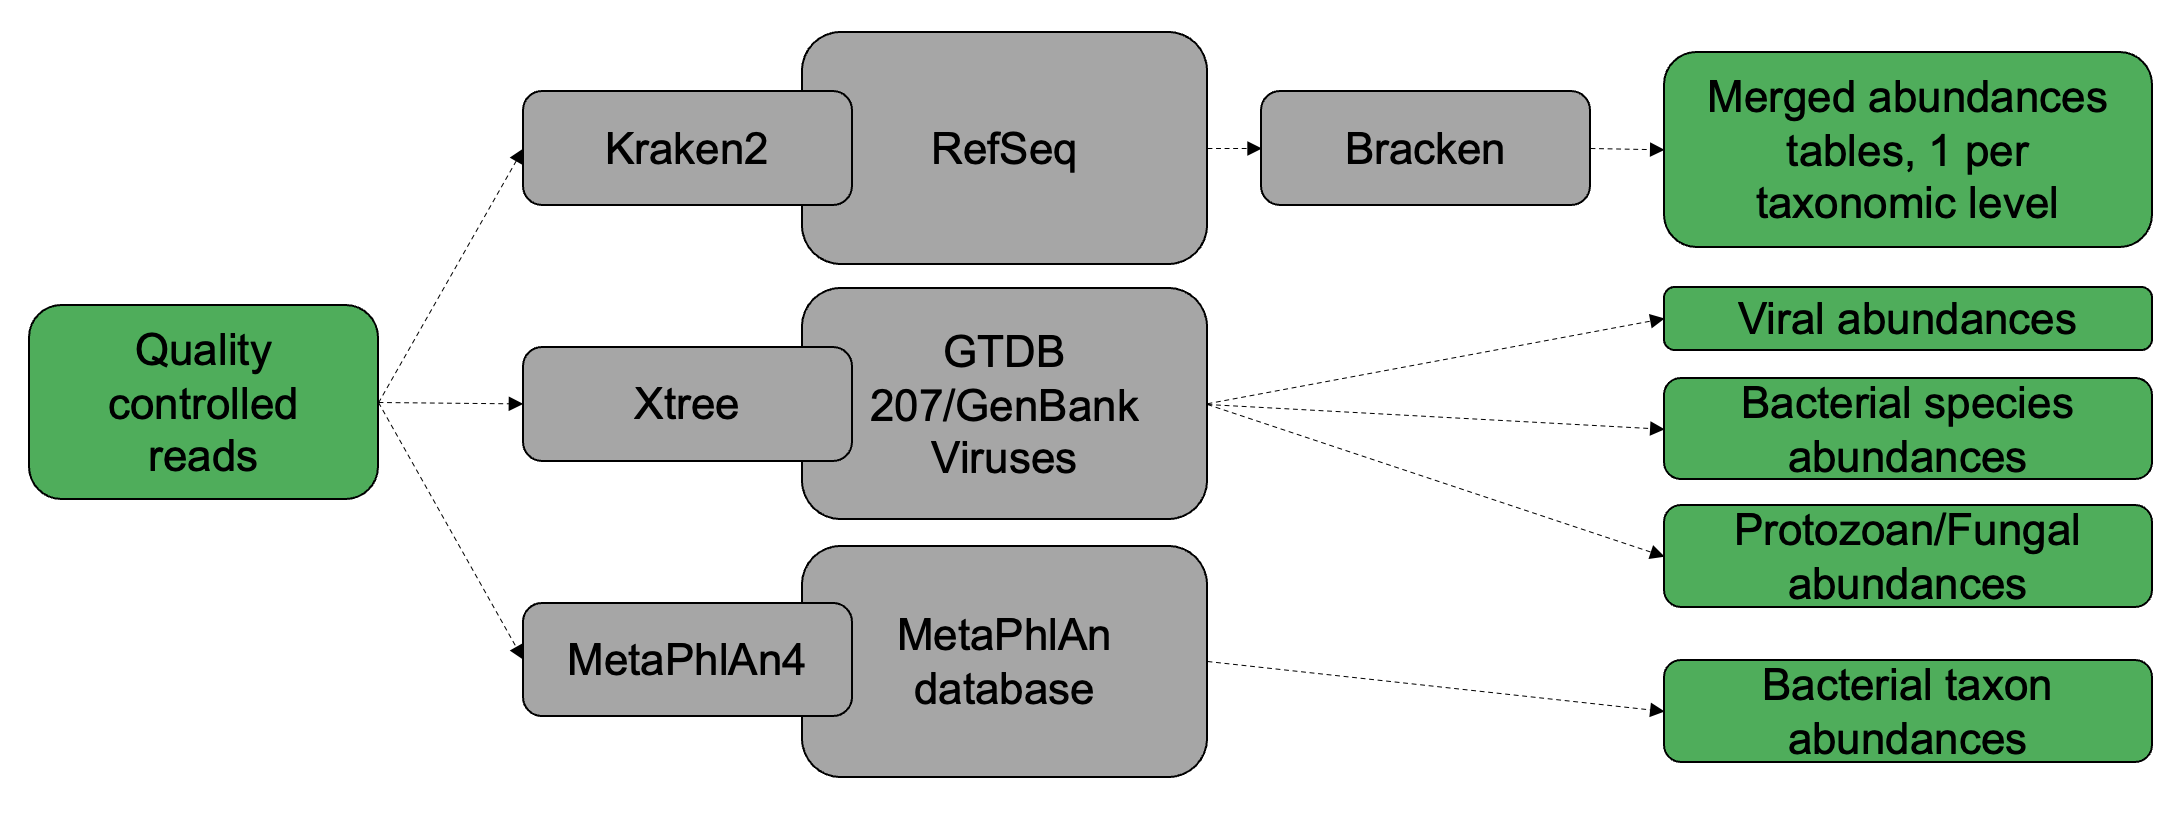 Quality
controlled
reads
Kraken2
RefSeq
Bracken
Merged abundances
tables, 1 per
taxonomic level
Xtree
GTDB
207/GenBank
Viruses
Viral abundances
Bacterial species
abundances
Protozoan/Fungal
abundances
MetaPhlAn4
MetaPhlAn
database
Bacterial taxon
abundances